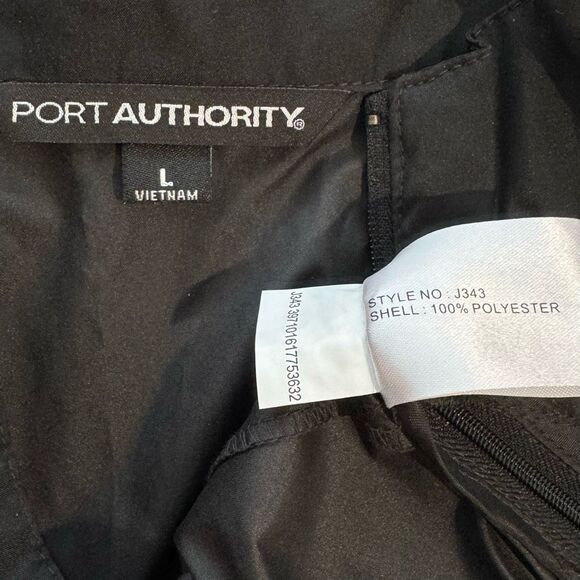 PORT AUTHORITY®
L
VIETNAM
STYLE NO : J343
SHELL : 100% POLYESTER
J343 397101617753632